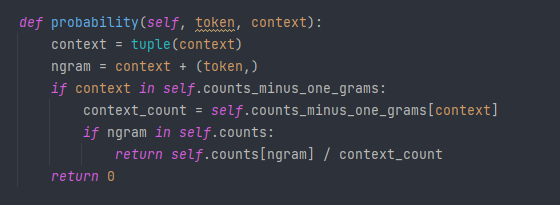 def probability(self, token, context):
    context = tuple(context)
    ngram = context + (token,)
    if context in self.counts_minus_one_grams:
        context_count = self.counts_minus_one_grams[context]
        if ngram in self.counts:
            return self.counts[ngram] / context_count
    return 0